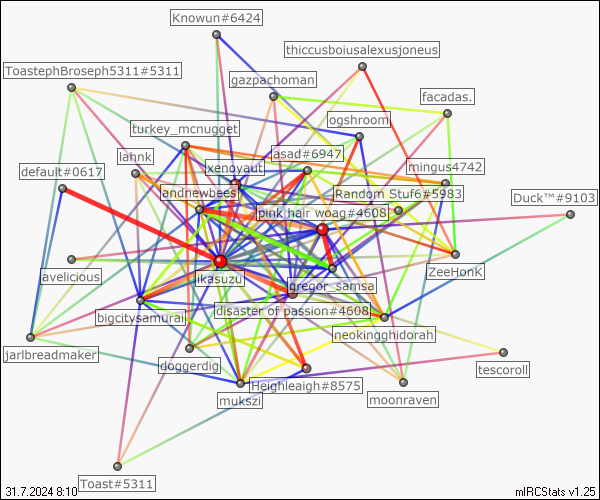 Knowun#6424
thiccusboiusalexusjoneus
ToastephBroseph5311#5311
gazpachoman
facadas.
ogshroom
turkey_mcnugget
lahnk
asad#6947
xenoyaut
mingus4742
default#0617
andnewbees
Random Stuf6#5983
Duck™#9103
pink hair woag#4608
avelicious
ikasuzu
gregor_samsa
ZeeHonK
disaster of passion#4608
bigcitysamurai
neokingghidorah
jarlbreadmaker
doggerdig
tescoroll
Heighleaigh#8575
mukszi
moonraven
Toast#5311
31.7.2024 8:10
mIRCStats v1.25